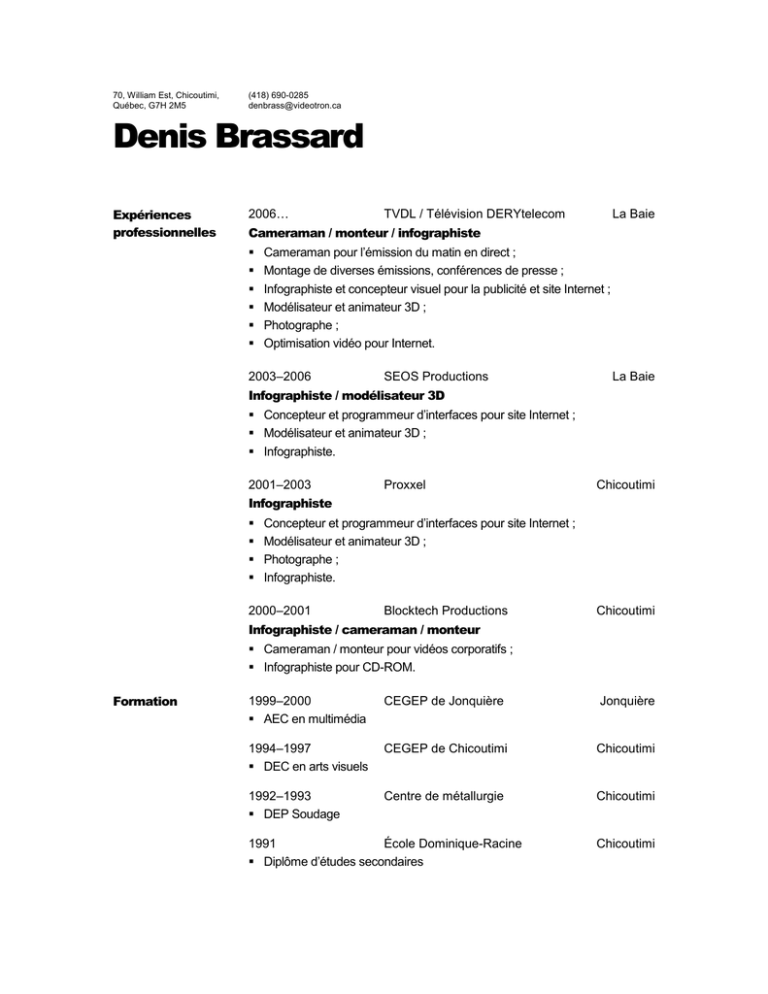 70, William Est, Chicoutimi,
Québec, G7H 2M5
(418) 690-0285
denbrass@videotron.ca
Denis Brassard
Expériences
professionnelles
2006… TVDL / Télévision DERYtelecom La Baie
Cameraman / monteur / infographiste
▪ Cameraman pour l’émission du matin en direct ;
▪ Montage de diverses émissions, conférences de presse ;
▪ Infographiste et concepteur visuel pour la publicité et site Internet ;
▪ Modélisateur et animateur 3D ;
▪ Photographe ;
▪ Optimisation vidéo pour Internet.
2003–2006 SEOS Productions La Baie
Infographiste / modélisateur 3D
▪ Concepteur et programmeur d’interfaces pour site Internet ;
▪ Modélisateur et animateur 3D ;
▪ Infographiste.
2001–2003 Proxxel Chicoutimi
Infographiste
▪ Concepteur et programmeur d’interfaces pour site Internet ;
▪ Modélisateur et animateur 3D ;
▪ Photographe ;
▪ Infographiste.
2000–2001 Blocktech Productions Chicoutimi
Infographiste / cameraman / monteur
▪ Cameraman / monteur pour vidéos corporatifs ;
▪ Infographiste pour CD-ROM.
Formation
1999–2000 CEGEP de Jonquière Jonquière
▪ AEC en multimédia
1994–1997 CEGEP de Chicoutimi Chicoutimi
▪ DEC en arts visuels
1992–1993 Centre de métallurgie Chicoutimi
▪ DEP Soudage
1991 École Dominique-Racine Chicoutimi
▪ Diplôme d’études secondaires